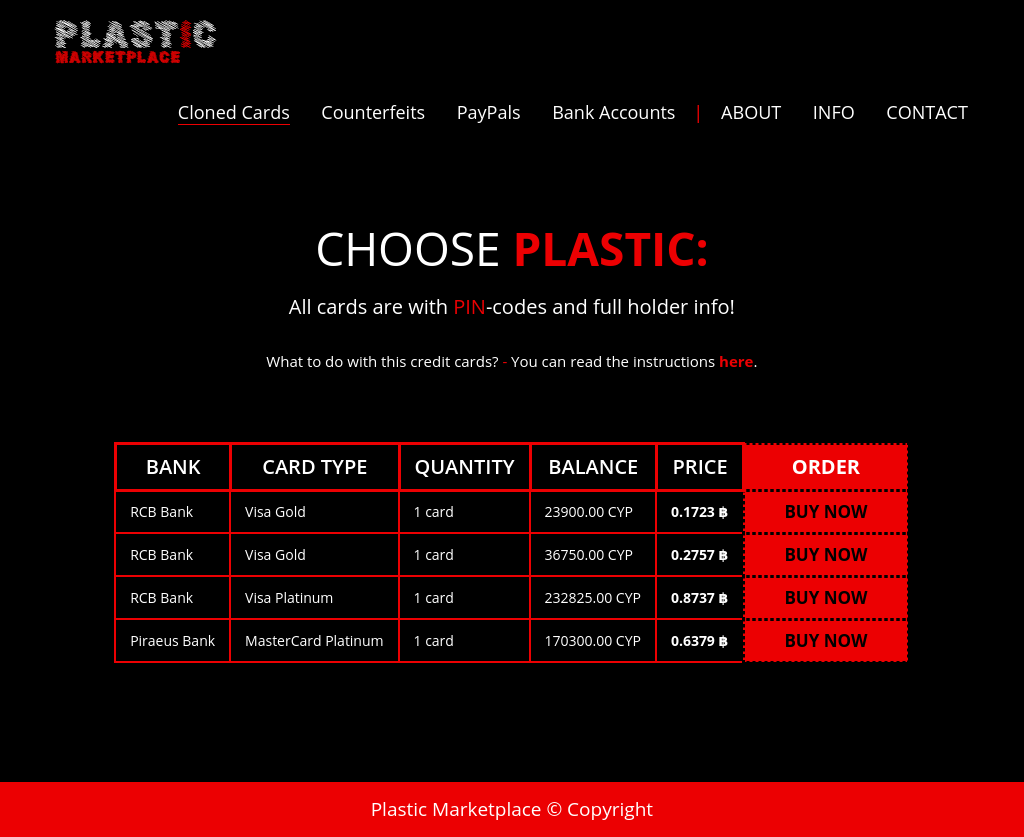 PLASTIC
MARKETPLACE
Cloned Cards Counterfeits PayPals Bank Accounts | ABOUT INFO CONTACT
CHOOSE PLASTIC:
All cards are with PIN-codes and full holder info!
What to do with this credit cards? - You can read the instructions here.
BANK CARD TYPE QUANTITY BALANCE PRICE ORDER
RCB Bank Visa Gold 1 card 23900.00 CYP 0.1723 ฿ BUY NOW
RCB Bank Visa Gold 1 card 36750.00 CYP 0.2757 ฿ BUY NOW
RCB Bank Visa Platinum 1 card 232825.00 CYP 0.8737 ฿ BUY NOW
Piraeus Bank MasterCard Platinum 1 card 170300.00 CYP 0.6379 ฿ BUY NOW
Plastic Marketplace © Copyright